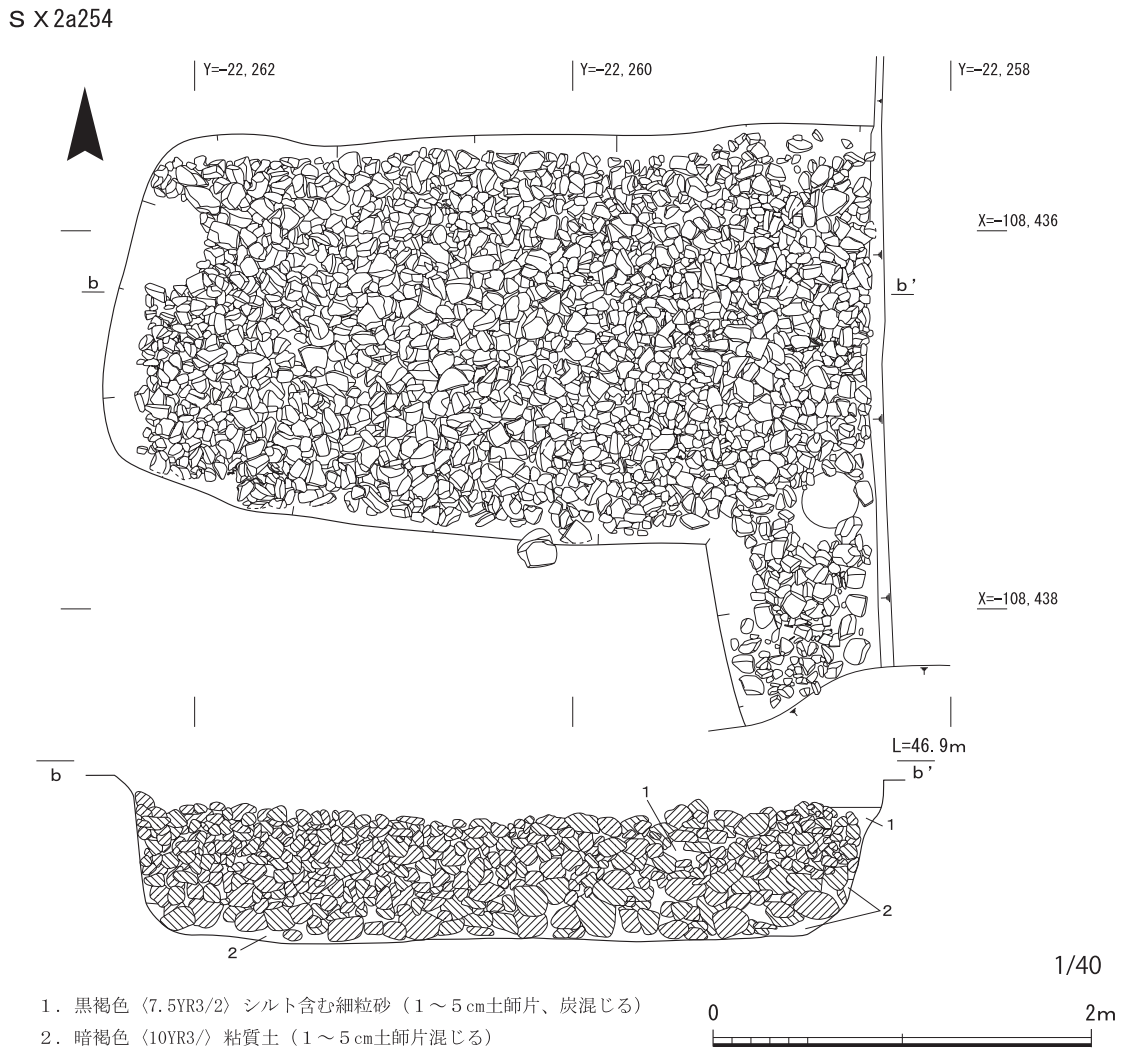 ＳＸ2a254
Y=-22,262
Y=-22,260
Y=-22,258
X=-108,436
b
b'
X=-108,438
L=46.9m
b
b'
1
1
2
2
1/40
1. 黒褐色〈7.5YR3/2〉シルト含む細粒砂（1～5㎝土師片、炭混じる）
2. 暗褐色〈10YR3/〉粘質土（1～5㎝土師片混じる）
0
2m